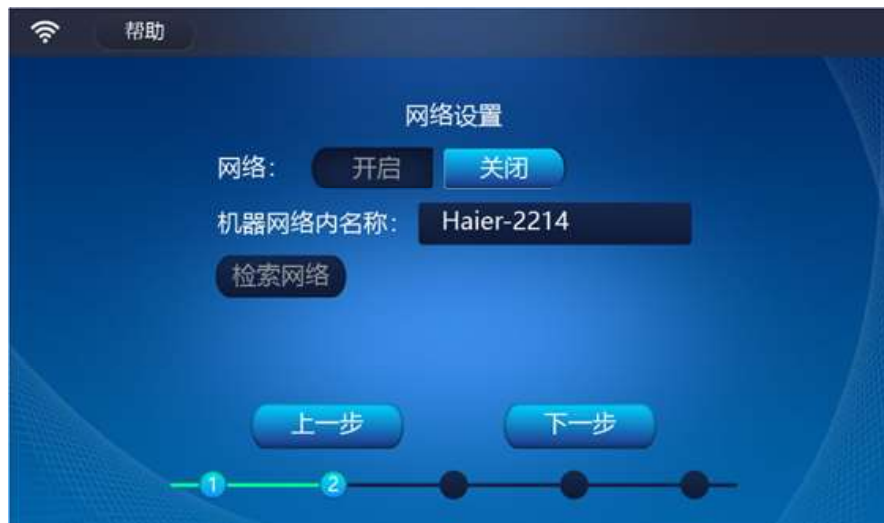 帮助
网络设置
网络： 开启 关闭
机器网络内名称： Haier-2214
检索网络
上一步 下一步
1 2